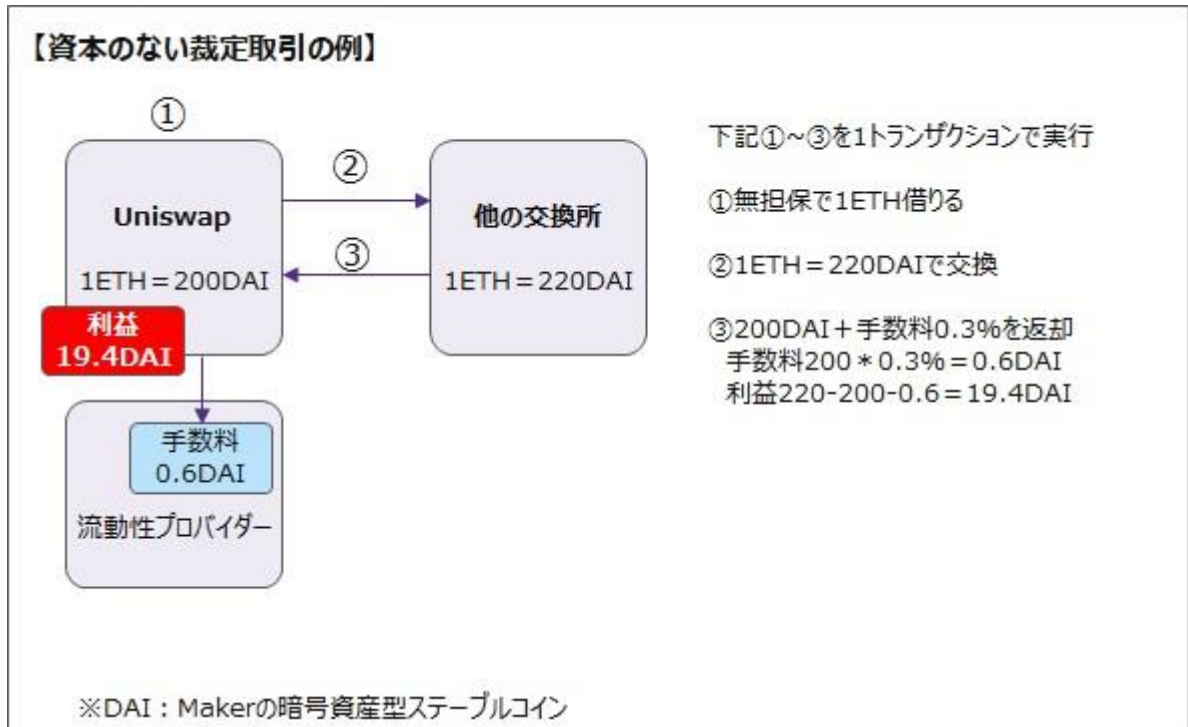 【資本のない裁定取引の例】
①
Uniswap
1ETH＝200DAI
利益
19.4DAI
②
③
他の交換所
1ETH＝220DAI
手数料
0.6DAI
流動性プロバイダー
下記①～③を1トランザクションで実行
①無担保で1ETH借りる
②1ETH＝220DAIで交換
③200DAI＋手数料0.3%を返却
手数料200＊0.3%＝0.6DAI
利益220-200-0.6＝19.4DAI
※DAI：Makerの暗号資産型ステーブルコイン